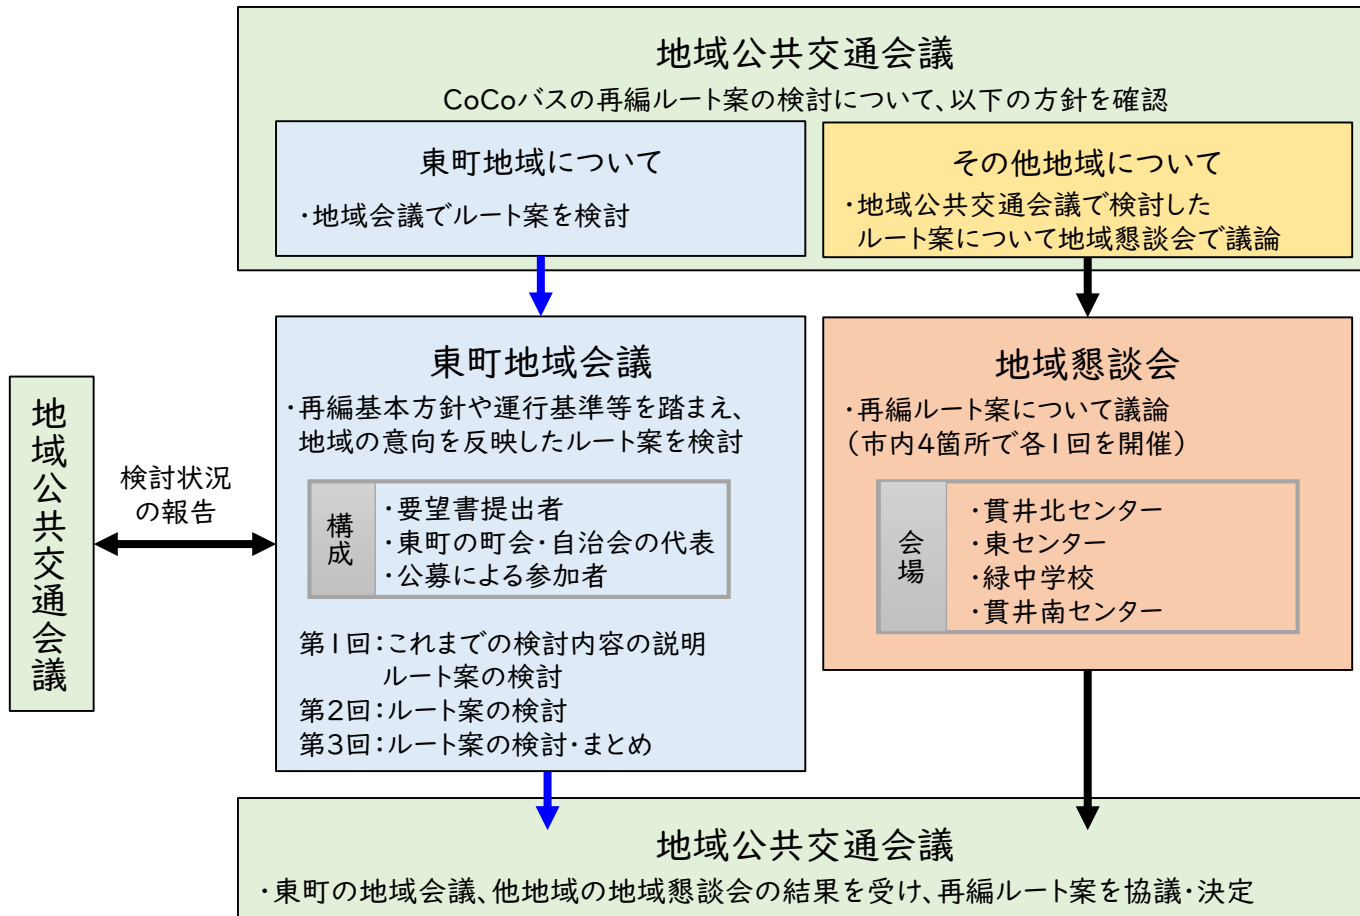 地域公共交通会議
CoCoバスの再編ルート案の検討について、以下の方針を確認
東町地域について
・地域会議でルート案を検討
その他地域について
・地域公共交通会議で検討した
ルート案について地域懇談会で議論
東町地域会議
・再編基本方針や運行基準等を踏まえ、
地域の意向を反映したルート案を検討
構成
・要望書提出者
・東町の町会・自治会の代表
・公募による参加者
第1回：これまでの検討内容の説明
ルート案の検討
第2回：ルート案の検討
第3回：ルート案の検討・まとめ
地域公共交通会議
検討状況
の報告
地域懇談会
・再編ルート案について議論
（市内4箇所で各1回を開催）
会場
・貫井北センター
・東センター
・緑中学校
・貫井南センター
地域公共交通会議
・東町の地域会議、他地域の地域懇談会の結果を受け、再編ルート案を協議・決定